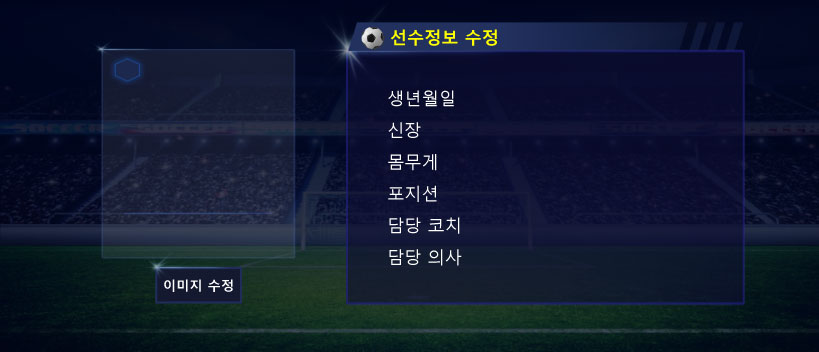 선수정보 수정
생년월일
신장
몸무게
포지션
담당 코치
담당 의사
이미지 수정